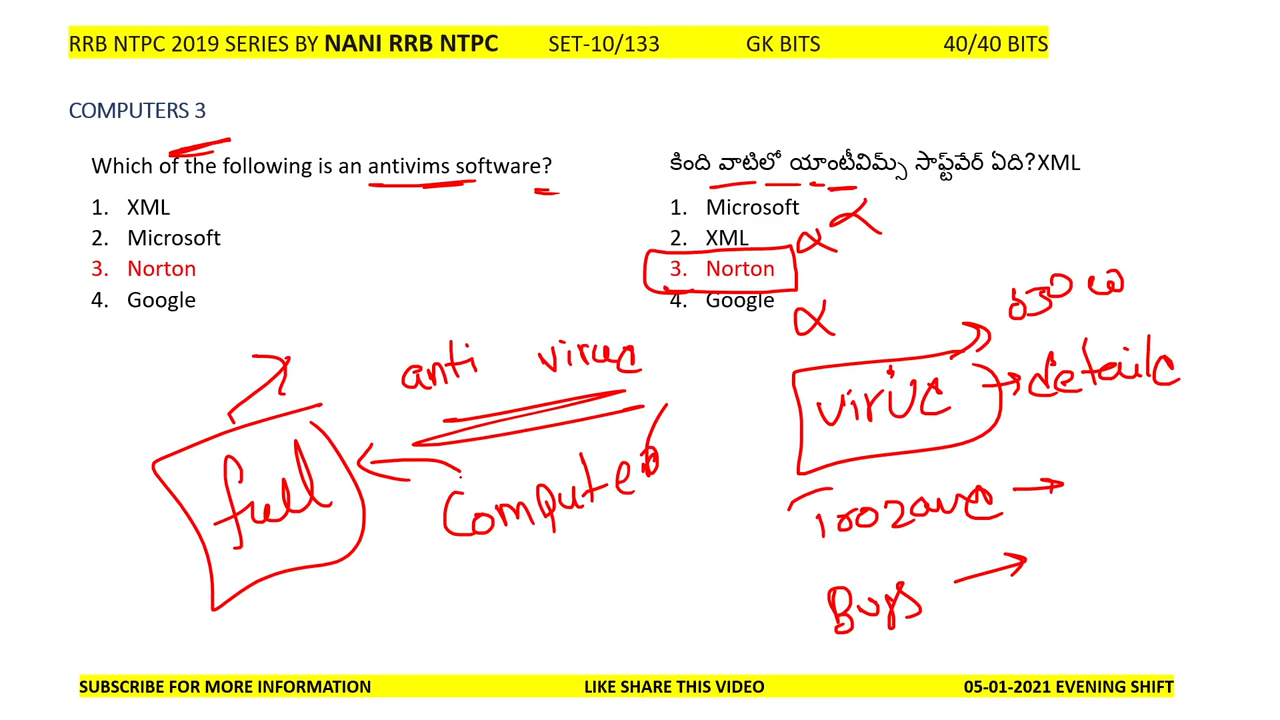 RRB NTPC 2019 SERIES BY NANI RRB NTPC SET-10/133 GK BITS 40/40 BITS
COMPUTERS 3
Which of the following is an antivims software?
1. XML
2. Microsoft
3. Norton
4. Google
కింది వాటిలో యాంటీవిమ్స్ సాఫ్ట్‌వేర్ ఏది?XML
1. Microsoft
2. XML
3. Norton
4. Google
anti virus
full
Computer
virus
details
Trozans
Bugs
SUBSCRIBE FOR MORE INFORMATION LIKE SHARE THIS VIDEO 05-01-2021 EVENING SHIFT